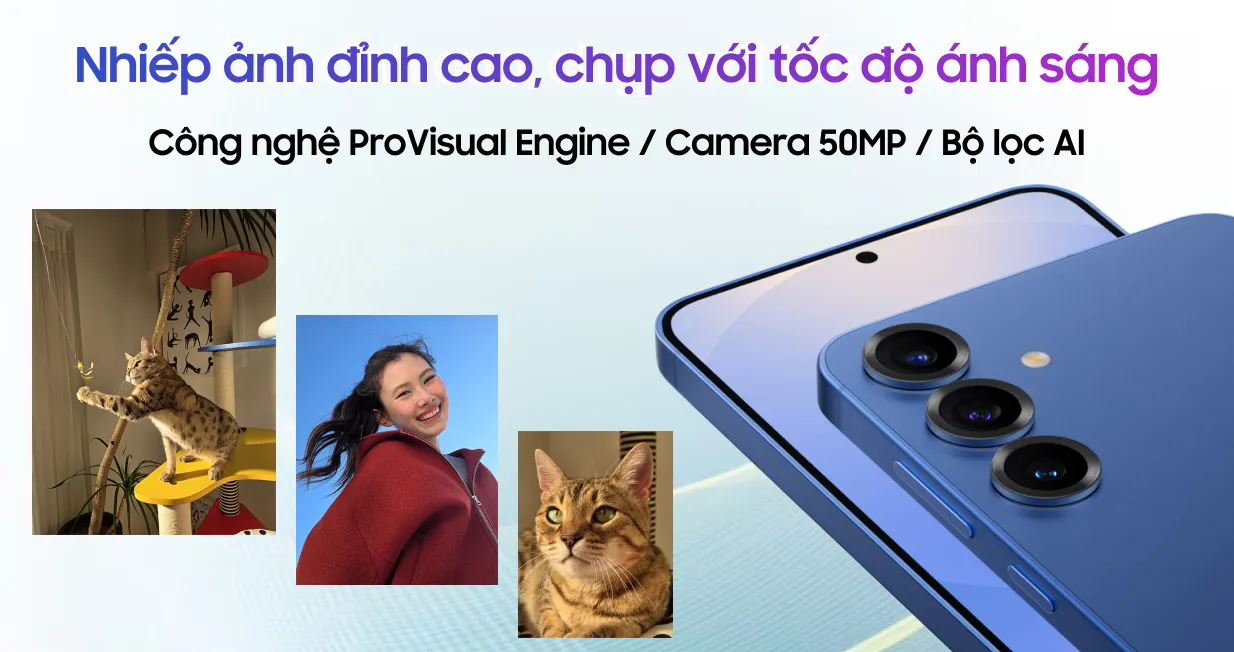 Nhiếp ảnh đỉnh cao, chụp với tốc độ ánh sáng
Công nghệ ProVisual Engine / Camera 50MP / Bộ lọc AI